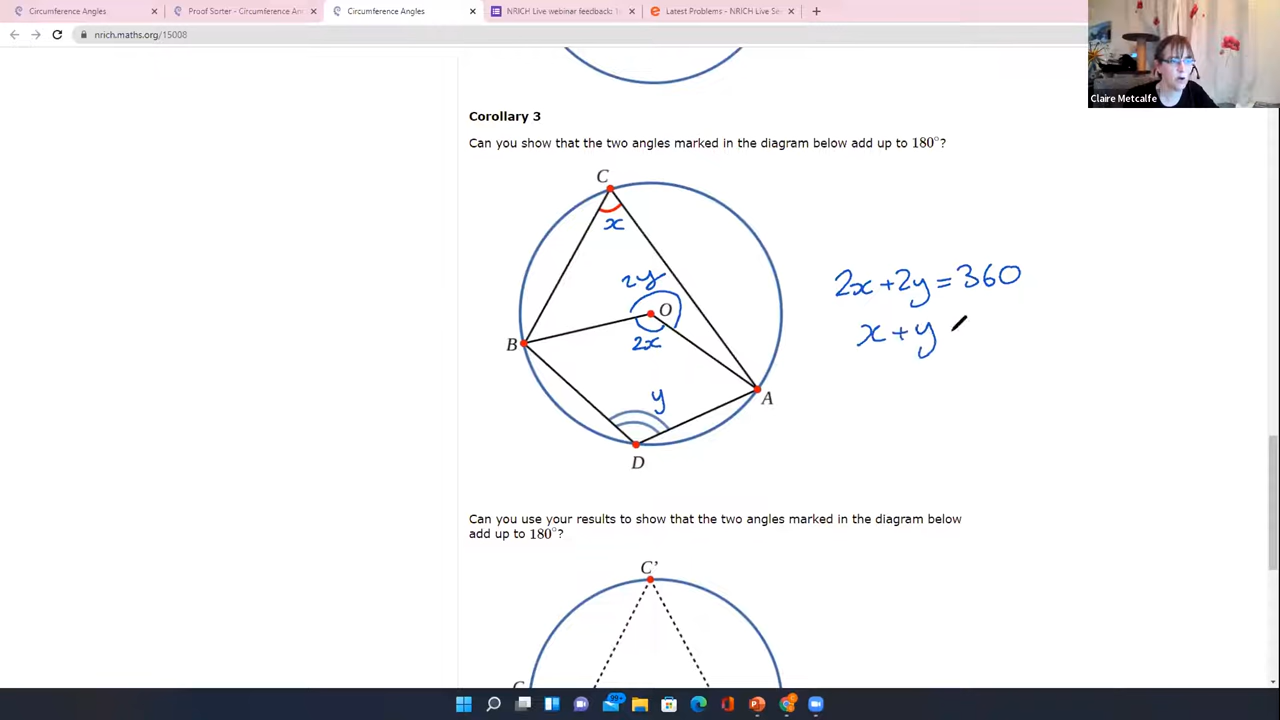 Circumference Angles
Proof Sorter - Circumference An
Circumference Angles
NRICH Live webinar feedback:
Latest Problems - NRICH Live Se
nrich.maths.org/15008
Claire Metcalfe
Corollary 3
Can you show that the two angles marked in the diagram below add up to 180°?
C
x
2y
O
B
2x
y
A
D
2x+2y=360
x+y
Can you use your results to show that the two angles marked in the diagram below
add up to 180°?
C'
99+